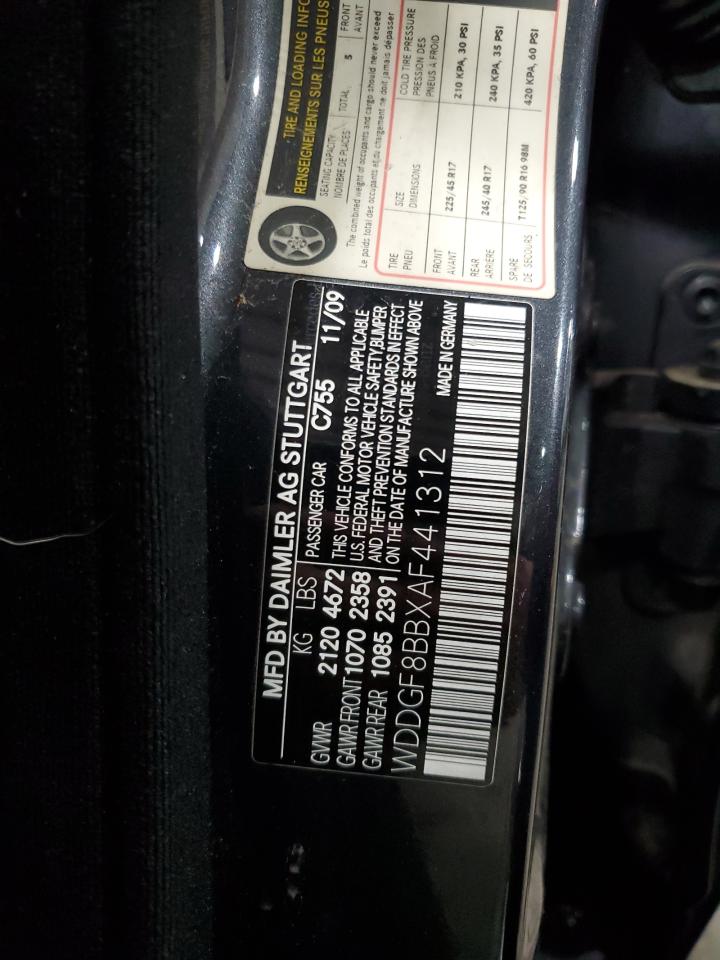 MFD BY DAIMLER AG STUTTGART
KG LBS PASSENGER CAR C755 11/09
GVWR 2120 4672
GAWR FRONT 1070 2358
GAWR REAR 1085 2391
THIS VEHICLE CONFORMS TO ALL APPLICABLE
U.S. FEDERAL MOTOR VEHICLE SAFETY,BUMPER
AND THEFT PREVENTION STANDARDS IN EFFECT
ON THE DATE OF MANUFACTURE SHOWN ABOVE
WDDGF8BBXAF441312 MADE IN GERMANY
TIRE AND LOADING
RENSEIGNEMENTS SUR LES PNEUS
SEATING CAPACITY
NOMBRE DE PLACES TOTAL 5 FRONT
AVANT
The combined weight of occupants and cargo should never exceed
Le poids total des occupants et du chargement ne doit jamais dépasser
TIRE SIZE COLD TIRE PRESSURE
PNEU DIMENSIONS PRESSION DES
PNEUS A FROID
FRONT
AVANT 225/45 R17 210 KPA, 30 PSI
REAR
ARRIERE 245/40 R17 240 KPA, 35 PSI
SPARE
DE SECOURS T125/90 R16 98M 420 KPA, 60 PSI